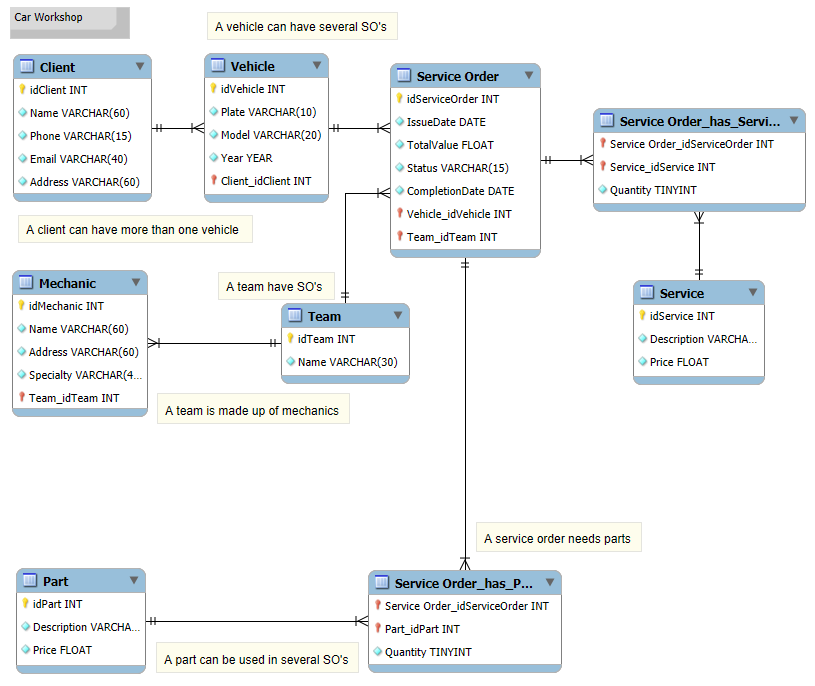 Car Workshop
A vehicle can have several SO's
Client
idClient INT
Name VARCHAR(60)
Phone VARCHAR(15)
Email VARCHAR(40)
Address VARCHAR(60)
Vehicle
idVehicle INT
Plate VARCHAR(10)
Model VARCHAR(20)
Year YEAR
Client_idClient INT
Service Order
idServiceOrder INT
IssueDate DATE
TotalValue FLOAT
Status VARCHAR(15)
CompletionDate DATE
Vehicle_idVehicle INT
Team_idTeam INT
Service Order_has_Servi...
Service Order_idServiceOrder INT
Service_idService INT
Quantity TINYINT
A client can have more than one vehicle
Mechanic
idMechanic INT
Name VARCHAR(60)
Address VARCHAR(60)
Specialty VARCHAR(4...
Team_idTeam INT
A team have SO's
Team
idTeam INT
Name VARCHAR(30)
Service
idService INT
Description VARCHA...
Price FLOAT
A team is made up of mechanics
A service order needs parts
Part
idPart INT
Description VARCHA...
Price FLOAT
Service Order_has_P...
Service Order_idServiceOrder INT
Part_idPart INT
Quantity TINYINT
A part can be used in several SO's